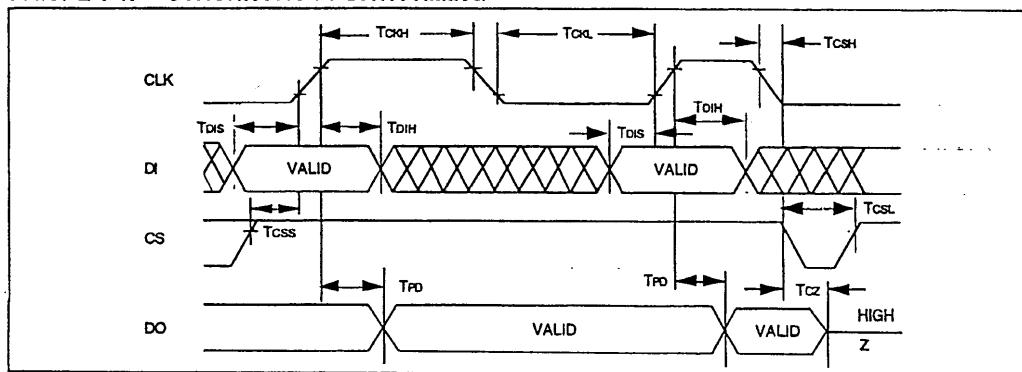 TCKH
TCKL
TCSH
CLK
TDIS
TDIH
TDIS
TDIH
DI
VALID
VALID
TCSS
TCSL
CS
TPD
TPD
TCZ
DO
VALID
VALID
HIGH
Z